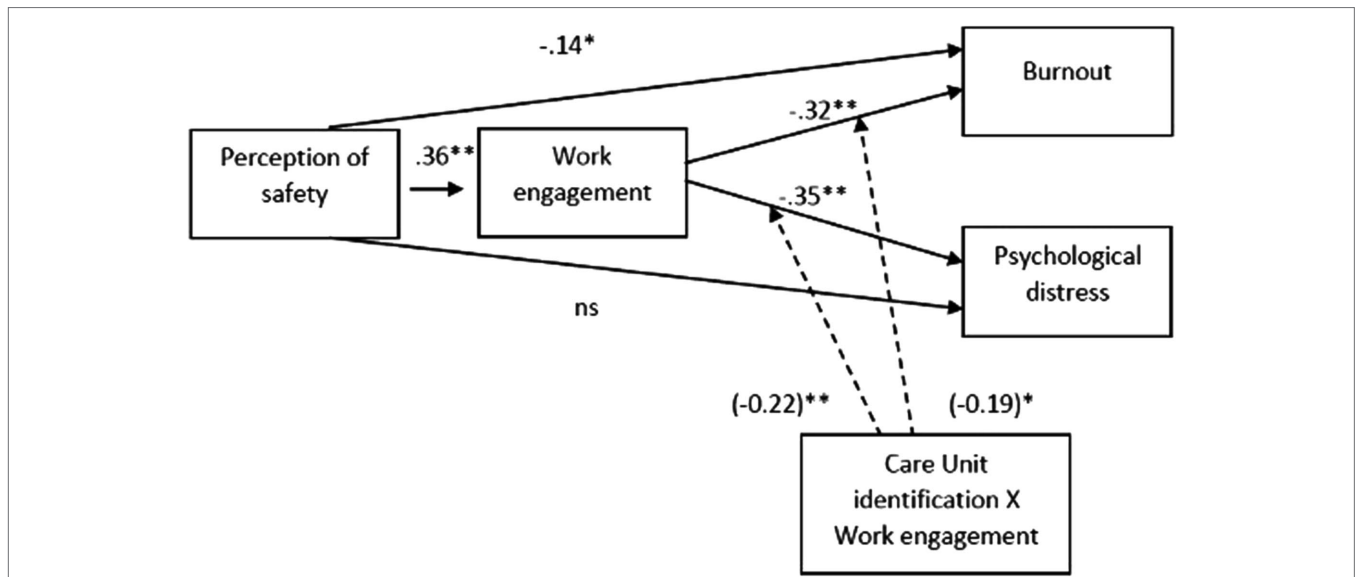 -.14*
Burnout
-.32**
Perception of
safety
.36**
Work
engagement
-.35**
Psychological
distress
ns
(-0.22)**
(-0.19)*
Care Unit
identification X
Work engagement